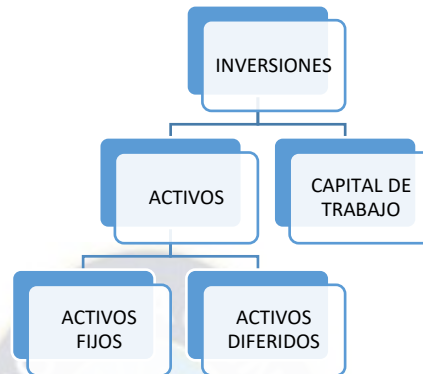 INVERSIONES
ACTIVOS
CAPITAL DE
TRABAJO
ACTIVOS
FIJOS
ACTIVOS
DIFERIDOS